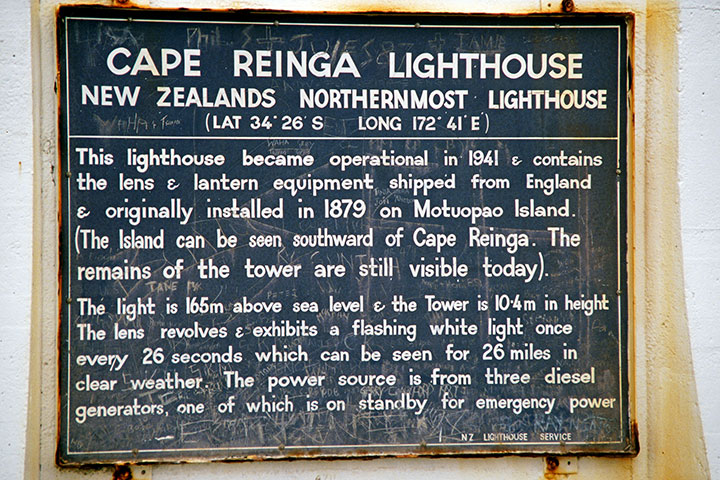 CAPE REINGA LIGHTHOUSE
NEW ZEALANDS NORTHERNMOST LIGHTHOUSE
(LAT 34° 26' S LONG 172° 41' E)
This lighthouse became operational in 1941 & contains
the lens & lantern equipment shipped from England
& originally installed in 1879 on Motuopao Island.
(The Island can be seen southward of Cape Reinga. The
remains of the tower are still visible today).
The light is 165m above sea level & the Tower is 10·4m in height
The lens revolves & exhibits a flashing white light once
every 26 seconds which can be seen for 26 miles in
clear weather. The power source is from three diesel
generators, one of which is on standby for emergency power
NZ LIGHTHOUSE SERVICE